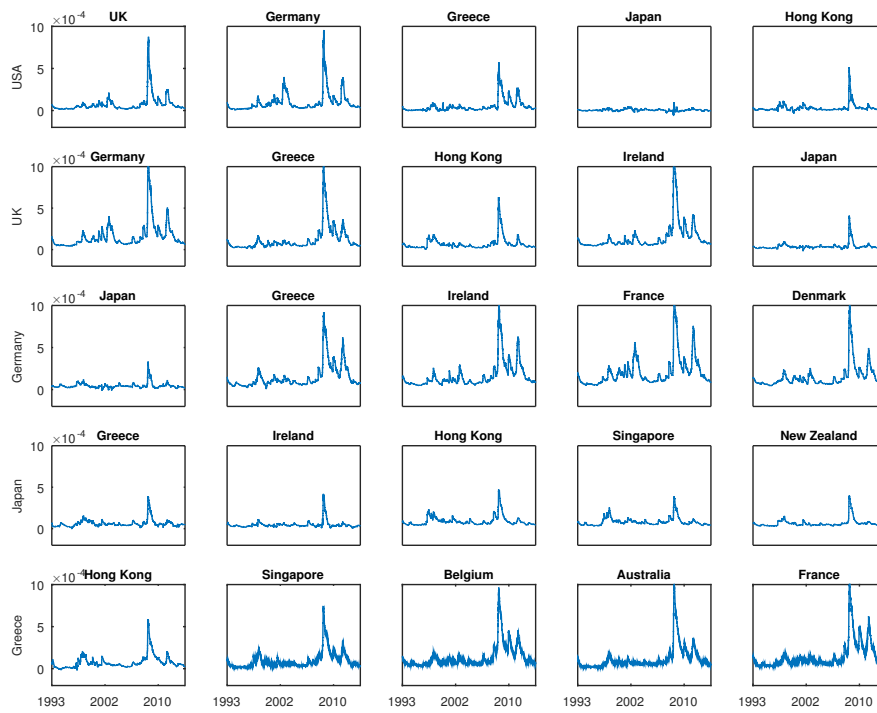 ×10⁻⁴ UK Germany Greece Japan Hong Kong
10
5
0
USA
×10⁻⁴ Germany Greece Hong Kong Ireland Japan
10
5
0
UK
×10⁻⁴ Japan Greece Ireland France Denmark
10
5
0
Germany
×10⁻⁴ Greece Ireland Hong Kong Singapore New Zealand
10
5
0
Japan
×10⁻⁴ Hong Kong Singapore Belgium Australia France
10
5
0
Greece
1993 2002 2010 1993 2002 2010 1993 2002 2010 1993 2002 2010 1993 2002 2010